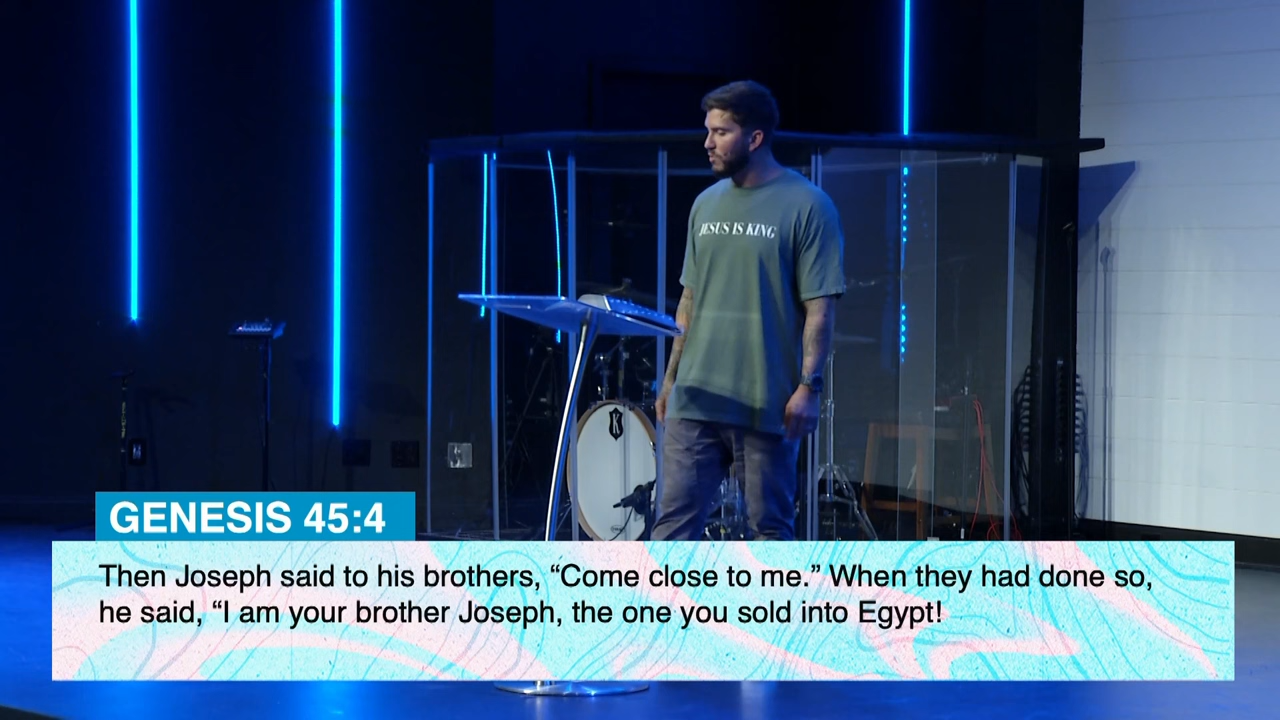 JESUS IS KING
K
GENESIS 45:4
Then Joseph said to his brothers, “Come close to me.” When they had done so,
he said, “I am your brother Joseph, the one you sold into Egypt!